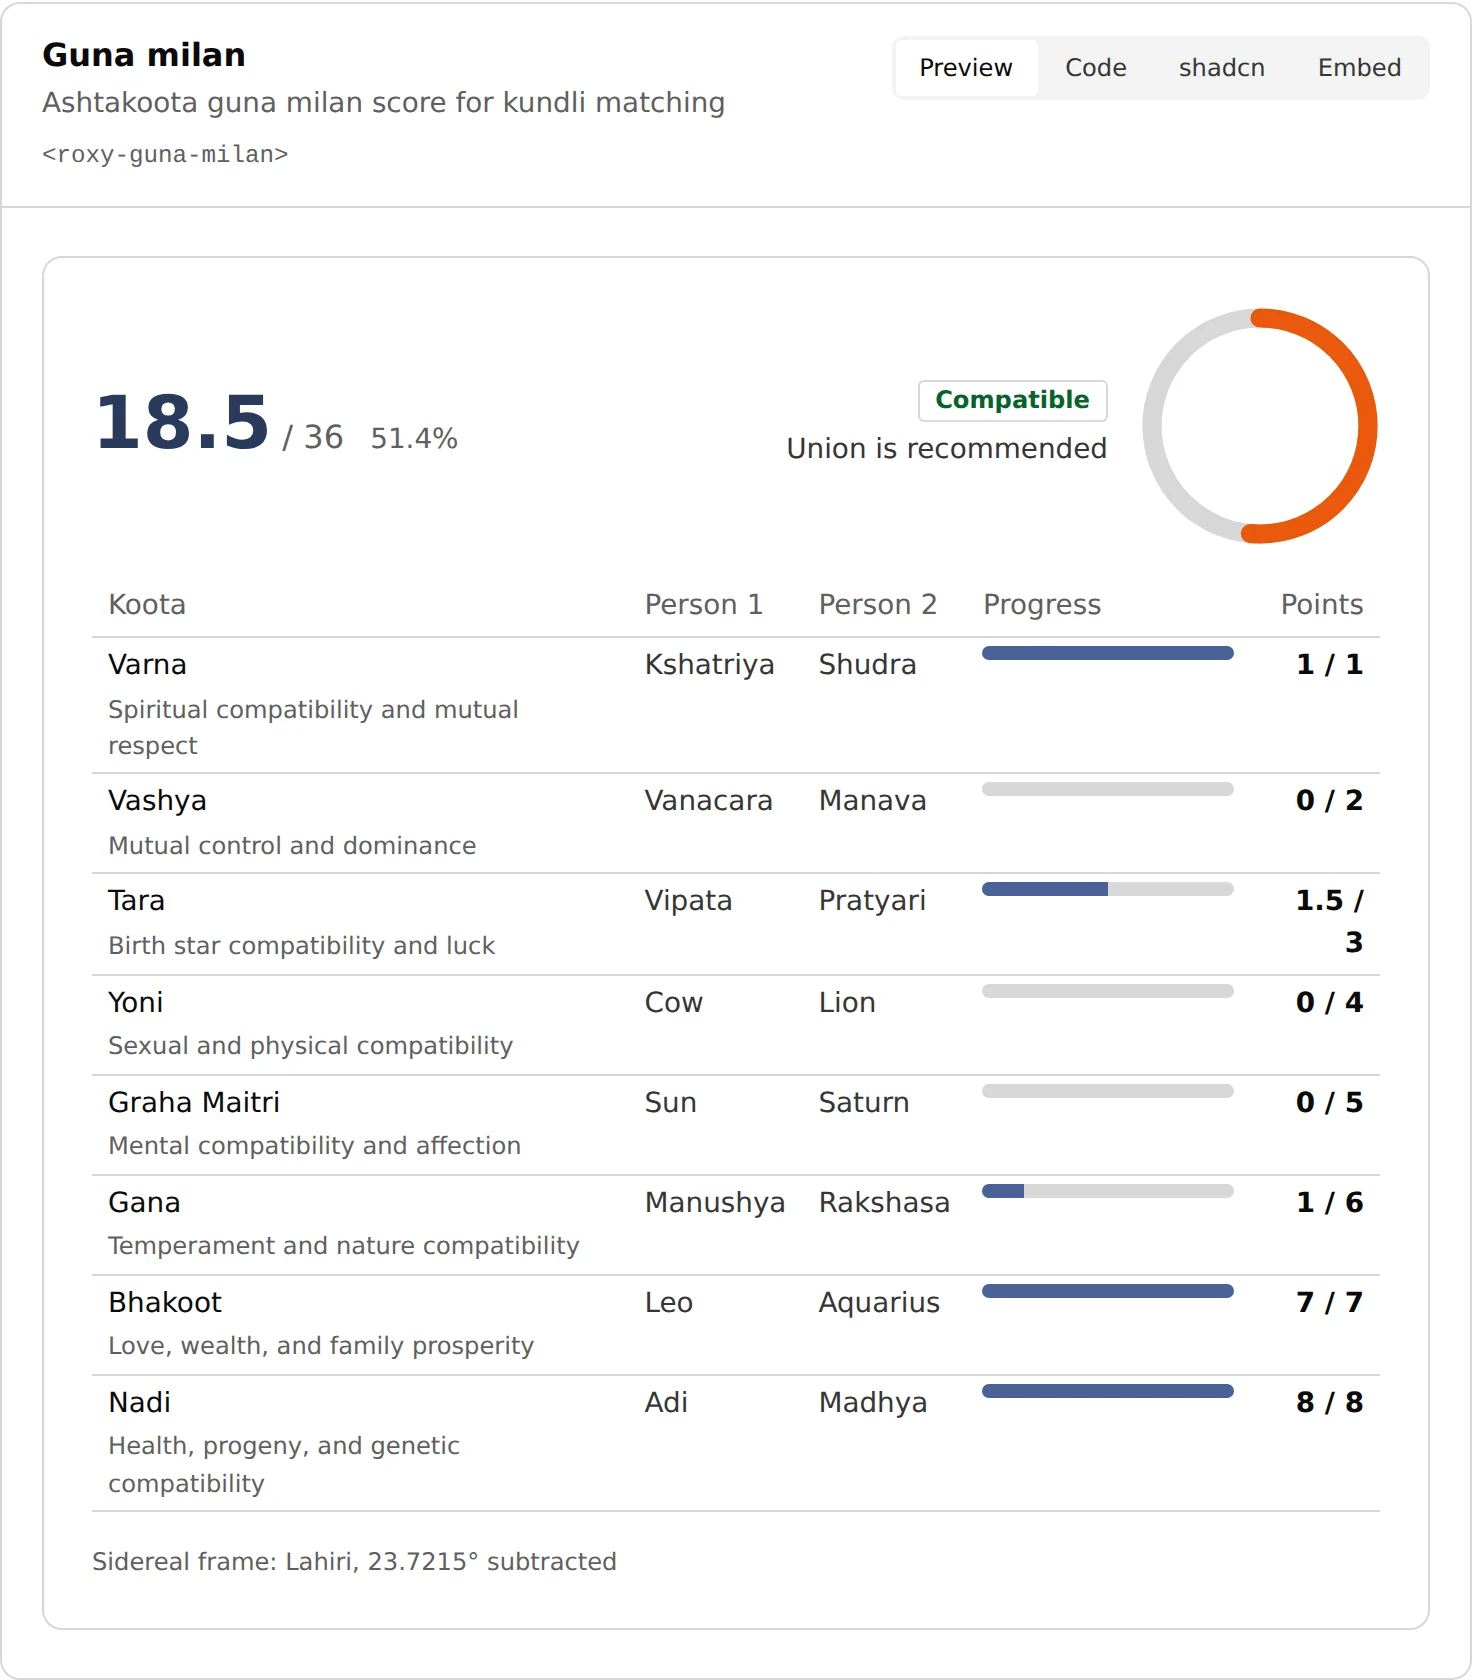 Guna milan
Ashtakoota guna milan score for kundli matching
<roxy-guna-milan>
Preview Code shadcn Embed
18.5 / 36 51.4%
Compatible
Union is recommended
Koota Person 1 Person 2 Progress Points
Varna Kshatriya Shudra 1 / 1
Spiritual compatibility and mutual
respect
Vashya Vanacara Manava 0 / 2
Mutual control and dominance
Tara Vipata Pratyari 1.5 /
3
Birth star compatibility and luck
Yoni Cow Lion 0 / 4
Sexual and physical compatibility
Graha Maitri Sun Saturn 0 / 5
Mental compatibility and affection
Gana Manushya Rakshasa 1 / 6
Temperament and nature compatibility
Bhakoot Leo Aquarius 7 / 7
Love, wealth, and family prosperity
Nadi Adi Madhya 8 / 8
Health, progeny, and genetic
compatibility
Sidereal frame: Lahiri, 23.7215° subtracted